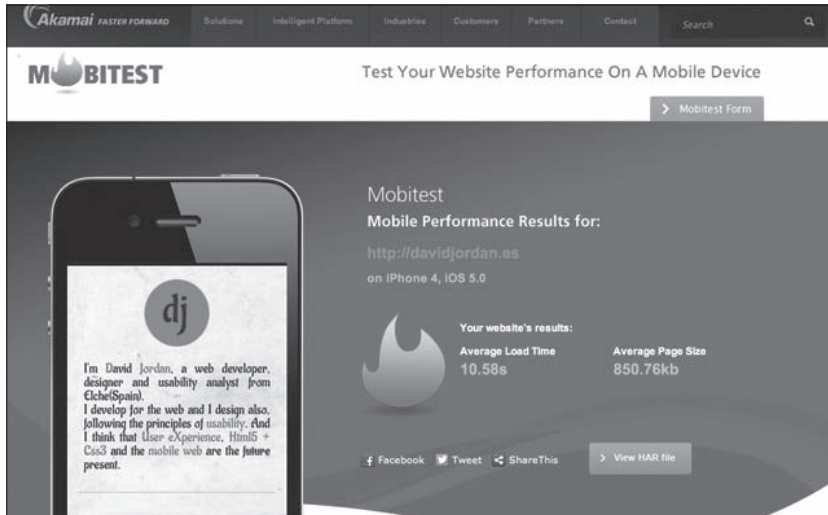 Akamai FASTER FORWARD
Solutions Intelligent Platform Industries Customers Partners Contact Search
MOBITEST
Test Your Website Performance On A Mobile Device
Mobitest Form
Mobitest
Mobile Performance Results for:
http://davidjordan.es
on iPhone 4, iOS 5.0
Your website's results:
Average Load Time Average Page Size
10.58s 850.76kb
Facebook Tweet ShareThis View HAR file
dj
I'm David Jordan, a web developer,
designer and usability analyst from
Elche(Spain).
I develop for the web and I design also,
following the principles of usability. And
I think that User eXperience, Html5 +
Css3 and the mobile web are the future
present.